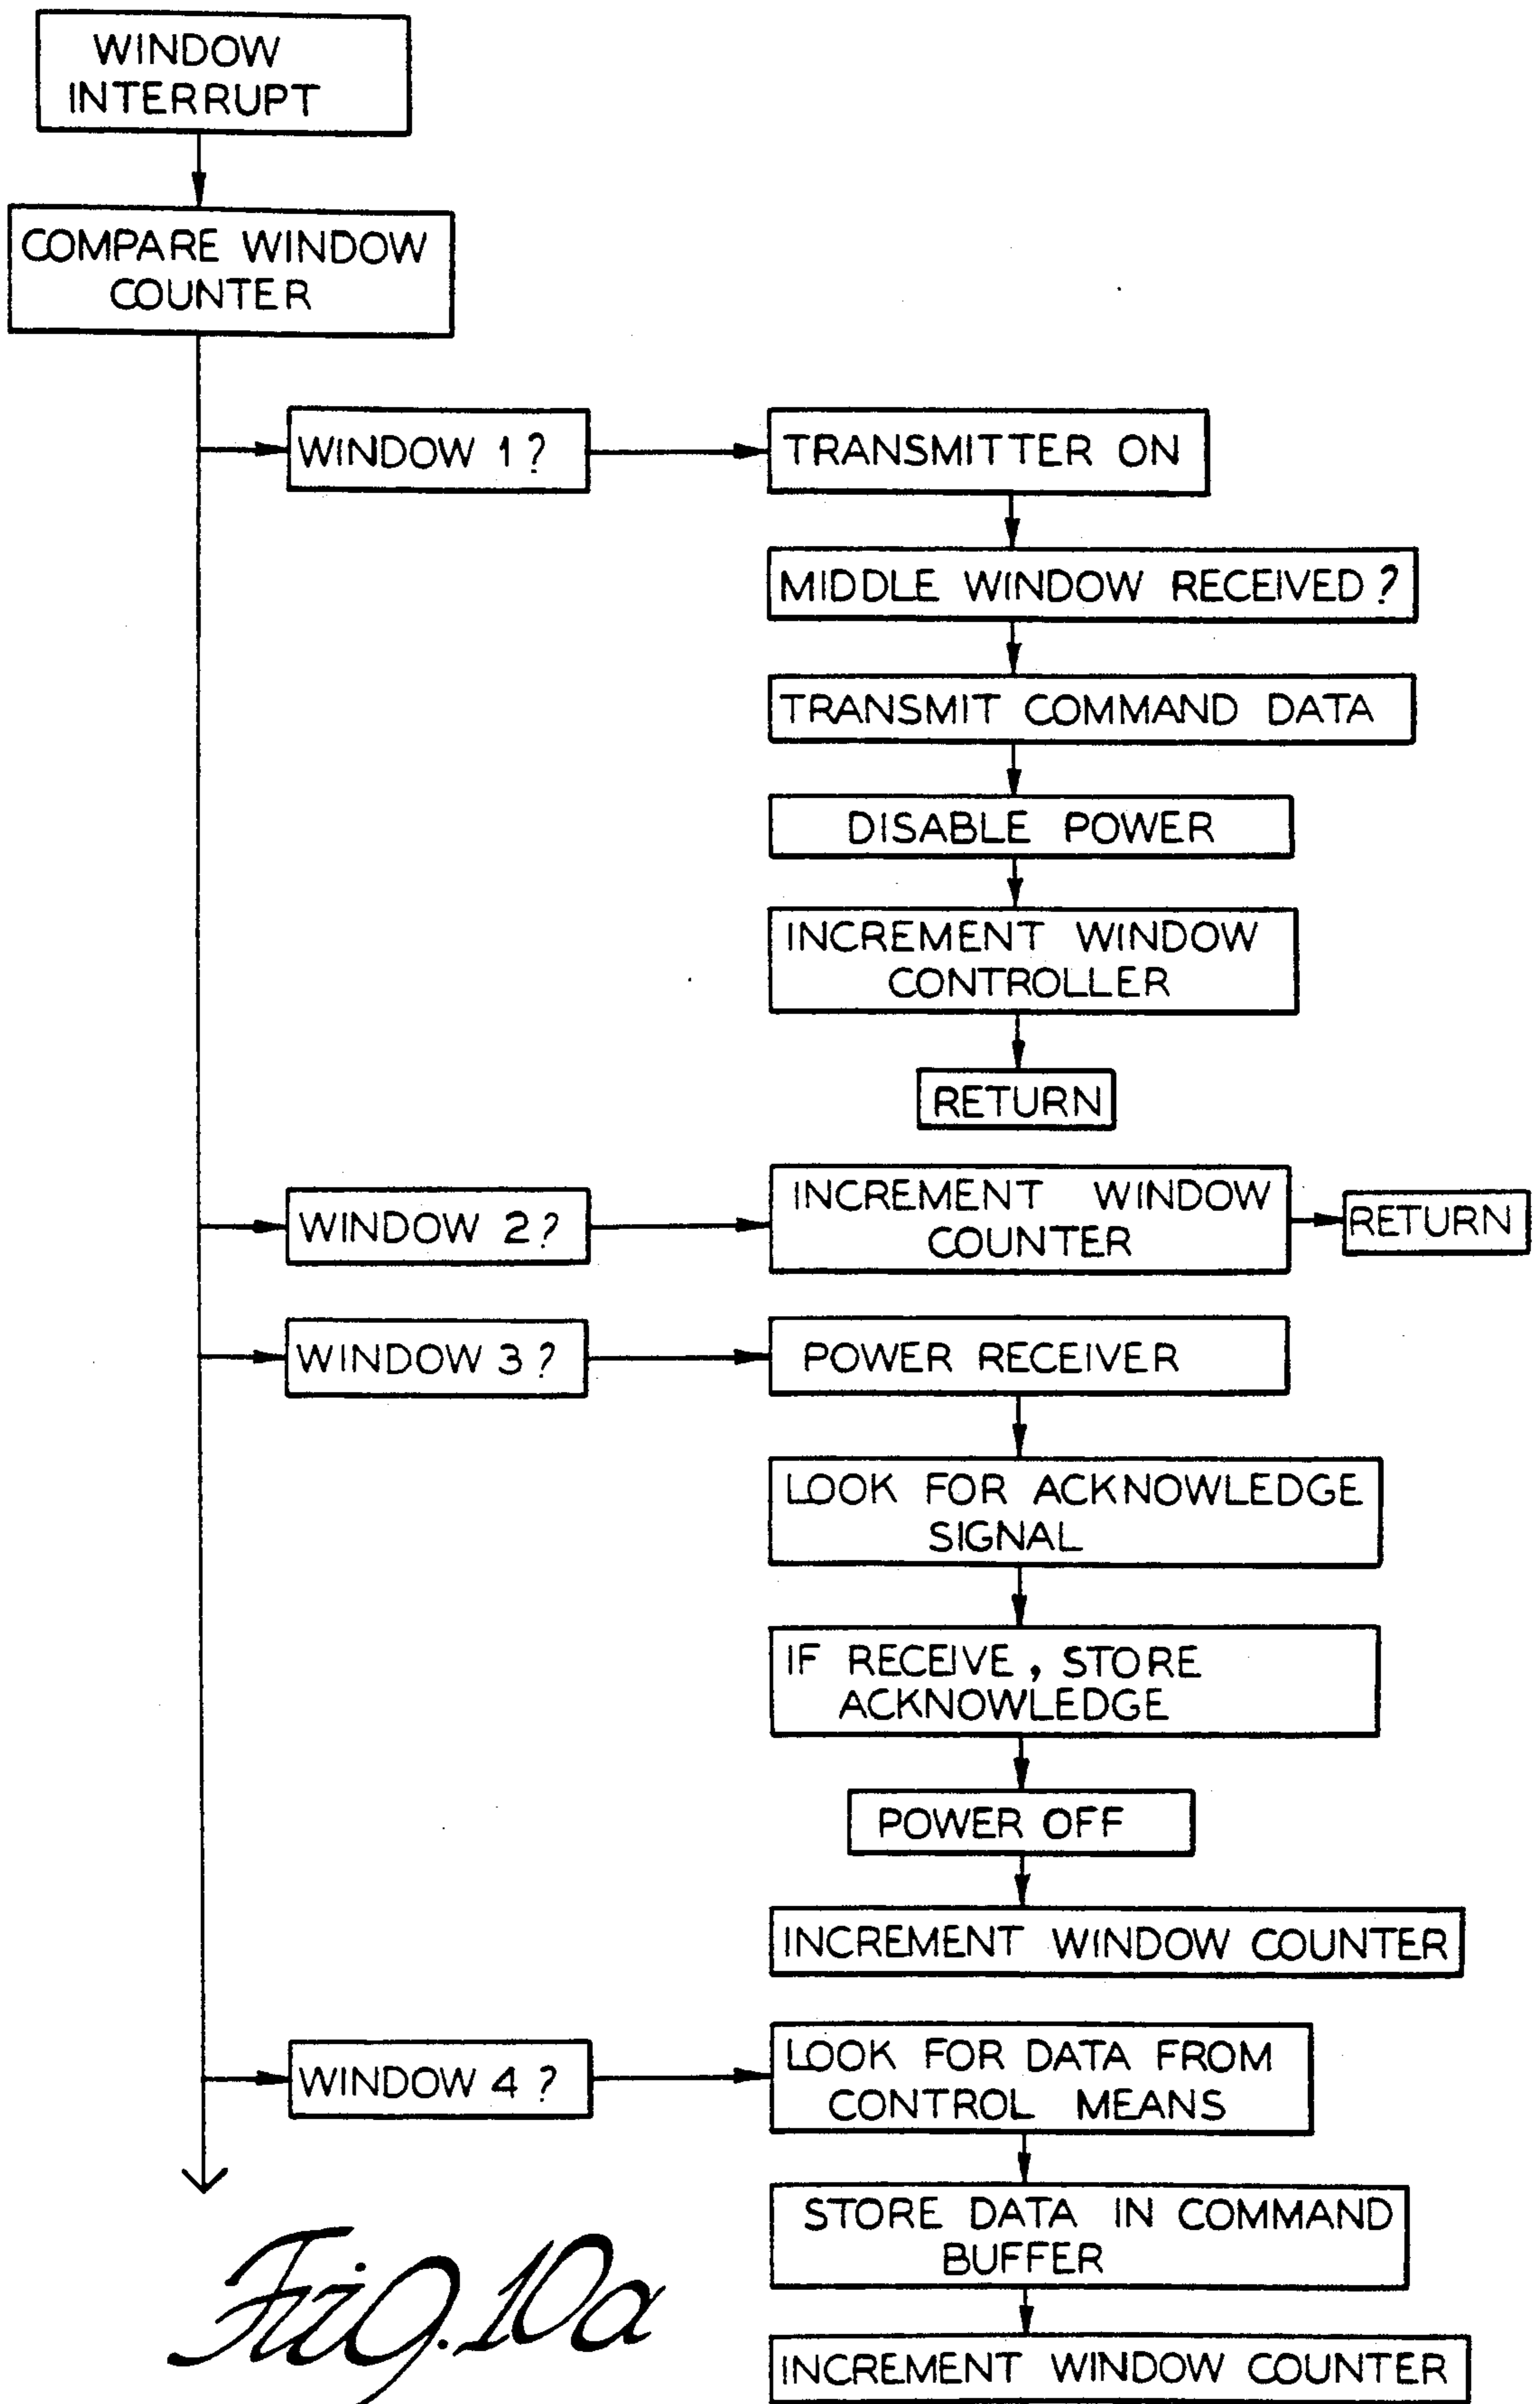 WINDOW
INTERRUPT
COMPARE WINDOW
COUNTER
WINDOW 1?
TRANSMITTER ON
MIDDLE WINDOW RECEIVED?
TRANSMIT COMMAND DATA
DISABLE POWER
INCREMENT WINDOW
CONTROLLER
RETURN
WINDOW 2?
INCREMENT WINDOW
COUNTER
RETURN
WINDOW 3?
POWER RECEIVER
LOOK FOR ACKNOWLEDGE
SIGNAL
IF RECEIVE, STORE
ACKNOWLEDGE
POWER OFF
INCREMENT WINDOW COUNTER
WINDOW 4?
LOOK FOR DATA FROM
CONTROL MEANS
STORE DATA IN COMMAND
BUFFER
INCREMENT WINDOW COUNTER
Fig. 10a